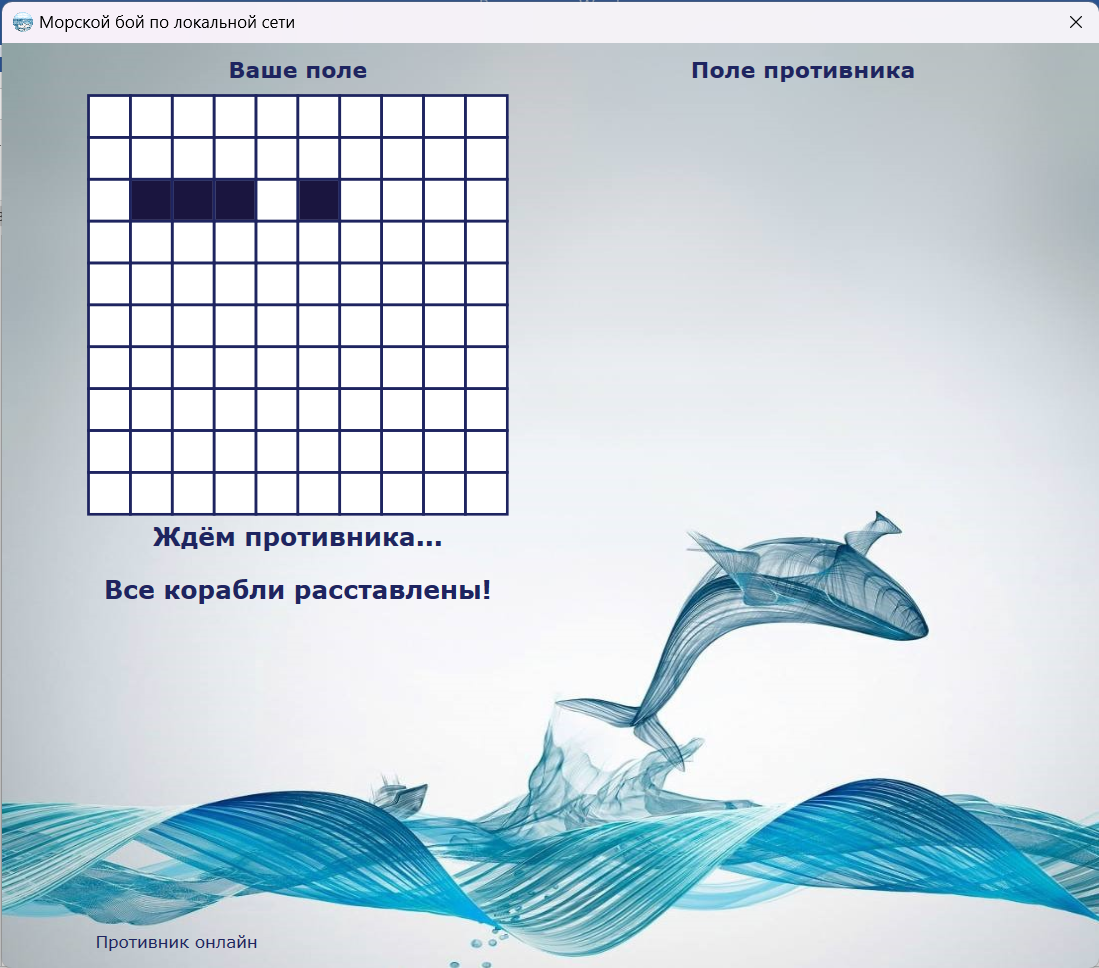 Морской бой по локальной сети
Ваше поле
Поле противника
Ждём противника...
Все корабли расставлены!
Противник онлайн